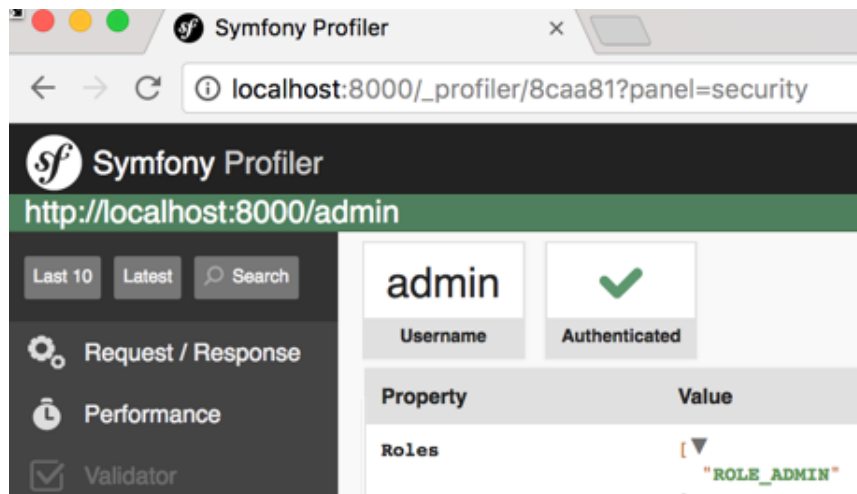 Symfony Profiler
localhost:8000/_profiler/8caa81?panel=security
sf Symfony Profiler
http://localhost:8000/admin
Last 10 Latest Search
admin
Username Authenticated
Request / Response
Performance
Validator
Property Value
Roles [
"ROLE_ADMIN"